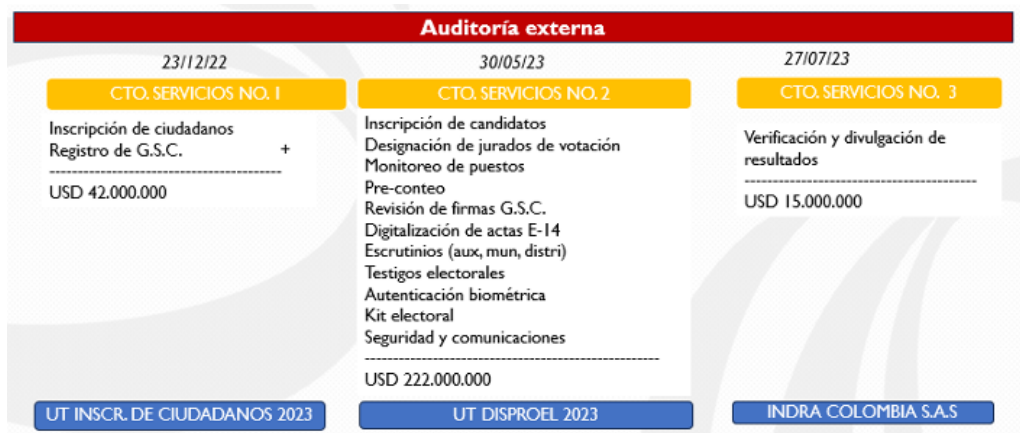 Auditoría externa
23/12/22
CTO. SERVICIOS NO. 1
Inscripción de ciudadanos
Registro de G.S.C. +
-----------------------------------------
USD 42.000.000
UT INSCR. DE CIUDADANOS 2023
30/05/23
CTO. SERVICIOS NO. 2
Inscripción de candidatos
Designación de jurados de votación
Monitoreo de puestos
Pre-conteo
Revisión de firmas G.S.C.
Digitalización de actas E-14
Escrutinios (aux, mun, distri)
Testigos electorales
Autenticación biométrica
Kit electoral
Seguridad y comunicaciones
-----------------------------------------------------
USD 222.000.000
UT DISPROEL 2023
27/07/23
CTO. SERVICIOS NO. 3
Verificación y divulgación de
resultados
------------------------------------------
USD 15.000.000
INDRA COLOMBIA S.A.S